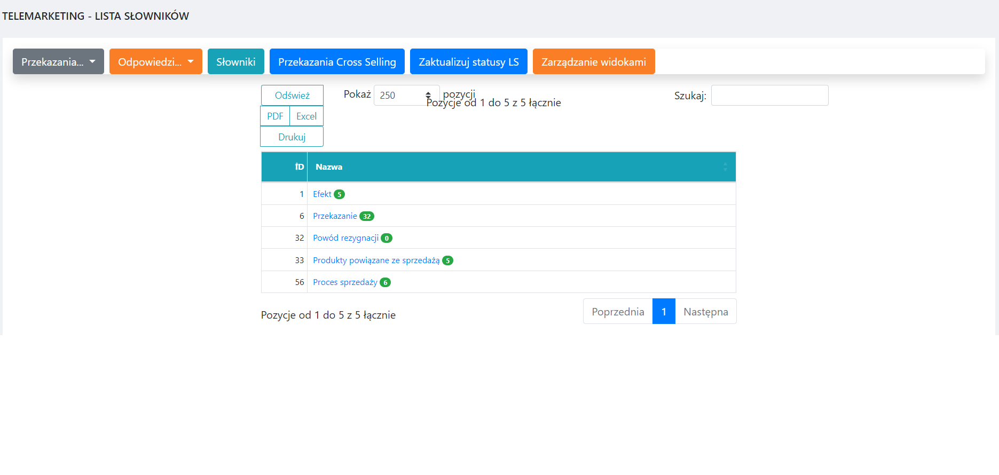 TELEMARKETING - LISTA SŁOWNIKÓW
Przekazania... Odpowiedzi... Słowniki Przekazania Cross Selling Zaktualizuj statusy LS Zarządzanie widokami
Odśwież Pokaż 250 pozycji Szukaj:
Pozycje od 1 do 5 z 5 łącznie
PDF Excel
Drukuj
ID Nazwa
1 Efekt 5
6 Przekazanie 32
32 Powód rezygnacji 0
33 Produkty powiązane ze sprzedażą 5
56 Proces sprzedaży 6
Pozycje od 1 do 5 z 5 łącznie Poprzednia 1 Następna